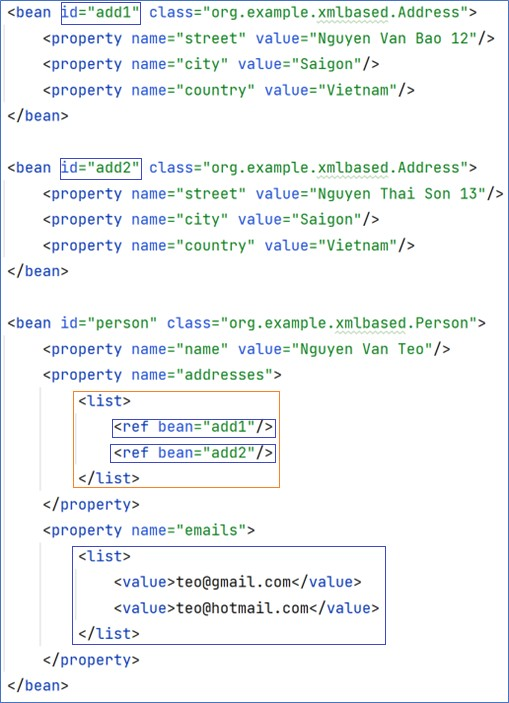 <bean id="add1" class="org.example.xmlbased.Address">
    <property name="street" value="Nguyen Van Bao 12"/>
    <property name="city" value="Saigon"/>
    <property name="country" value="Vietnam"/>
</bean>

<bean id="add2" class="org.example.xmlbased.Address">
    <property name="street" value="Nguyen Thai Son 13"/>
    <property name="city" value="Saigon"/>
    <property name="country" value="Vietnam"/>
</bean>

<bean id="person" class="org.example.xmlbased.Person">
    <property name="name" value="Nguyen Van Teo"/>
    <property name="addresses">
        <list>
            <ref bean="add1"/>
            <ref bean="add2"/>
        </list>
    </property>
    <property name="emails">
        <list>
            <value>teo@gmail.com</value>
            <value>teo@hotmail.com</value>
        </list>
    </property>
</bean>